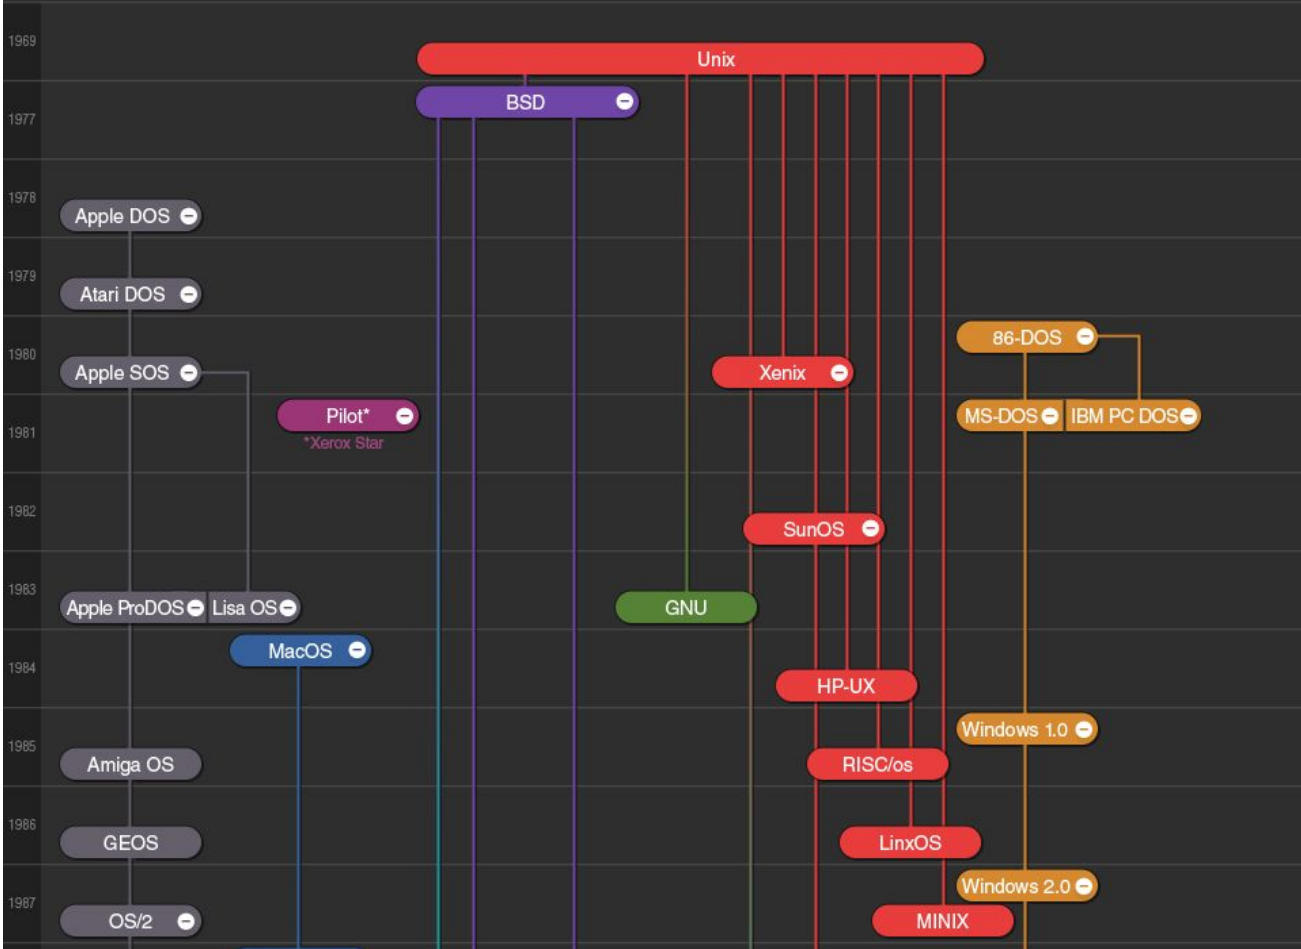 1969
Unix
BSD
1977
1978
Apple DOS
1979
Atari DOS
86-DOS
1980
Apple SOS
Xenix
Pilot*
MS-DOS
IBM PC DOS
1981
*Xerox Star
1982
SunOS
1983
Apple ProDOS
Lisa OS
GNU
MacOS
1984
HP-UX
Windows 1.0
1985
Amiga OS
RISC/os
1986
GEOS
LinxOS
Windows 2.0
1987
OS/2
MINIX